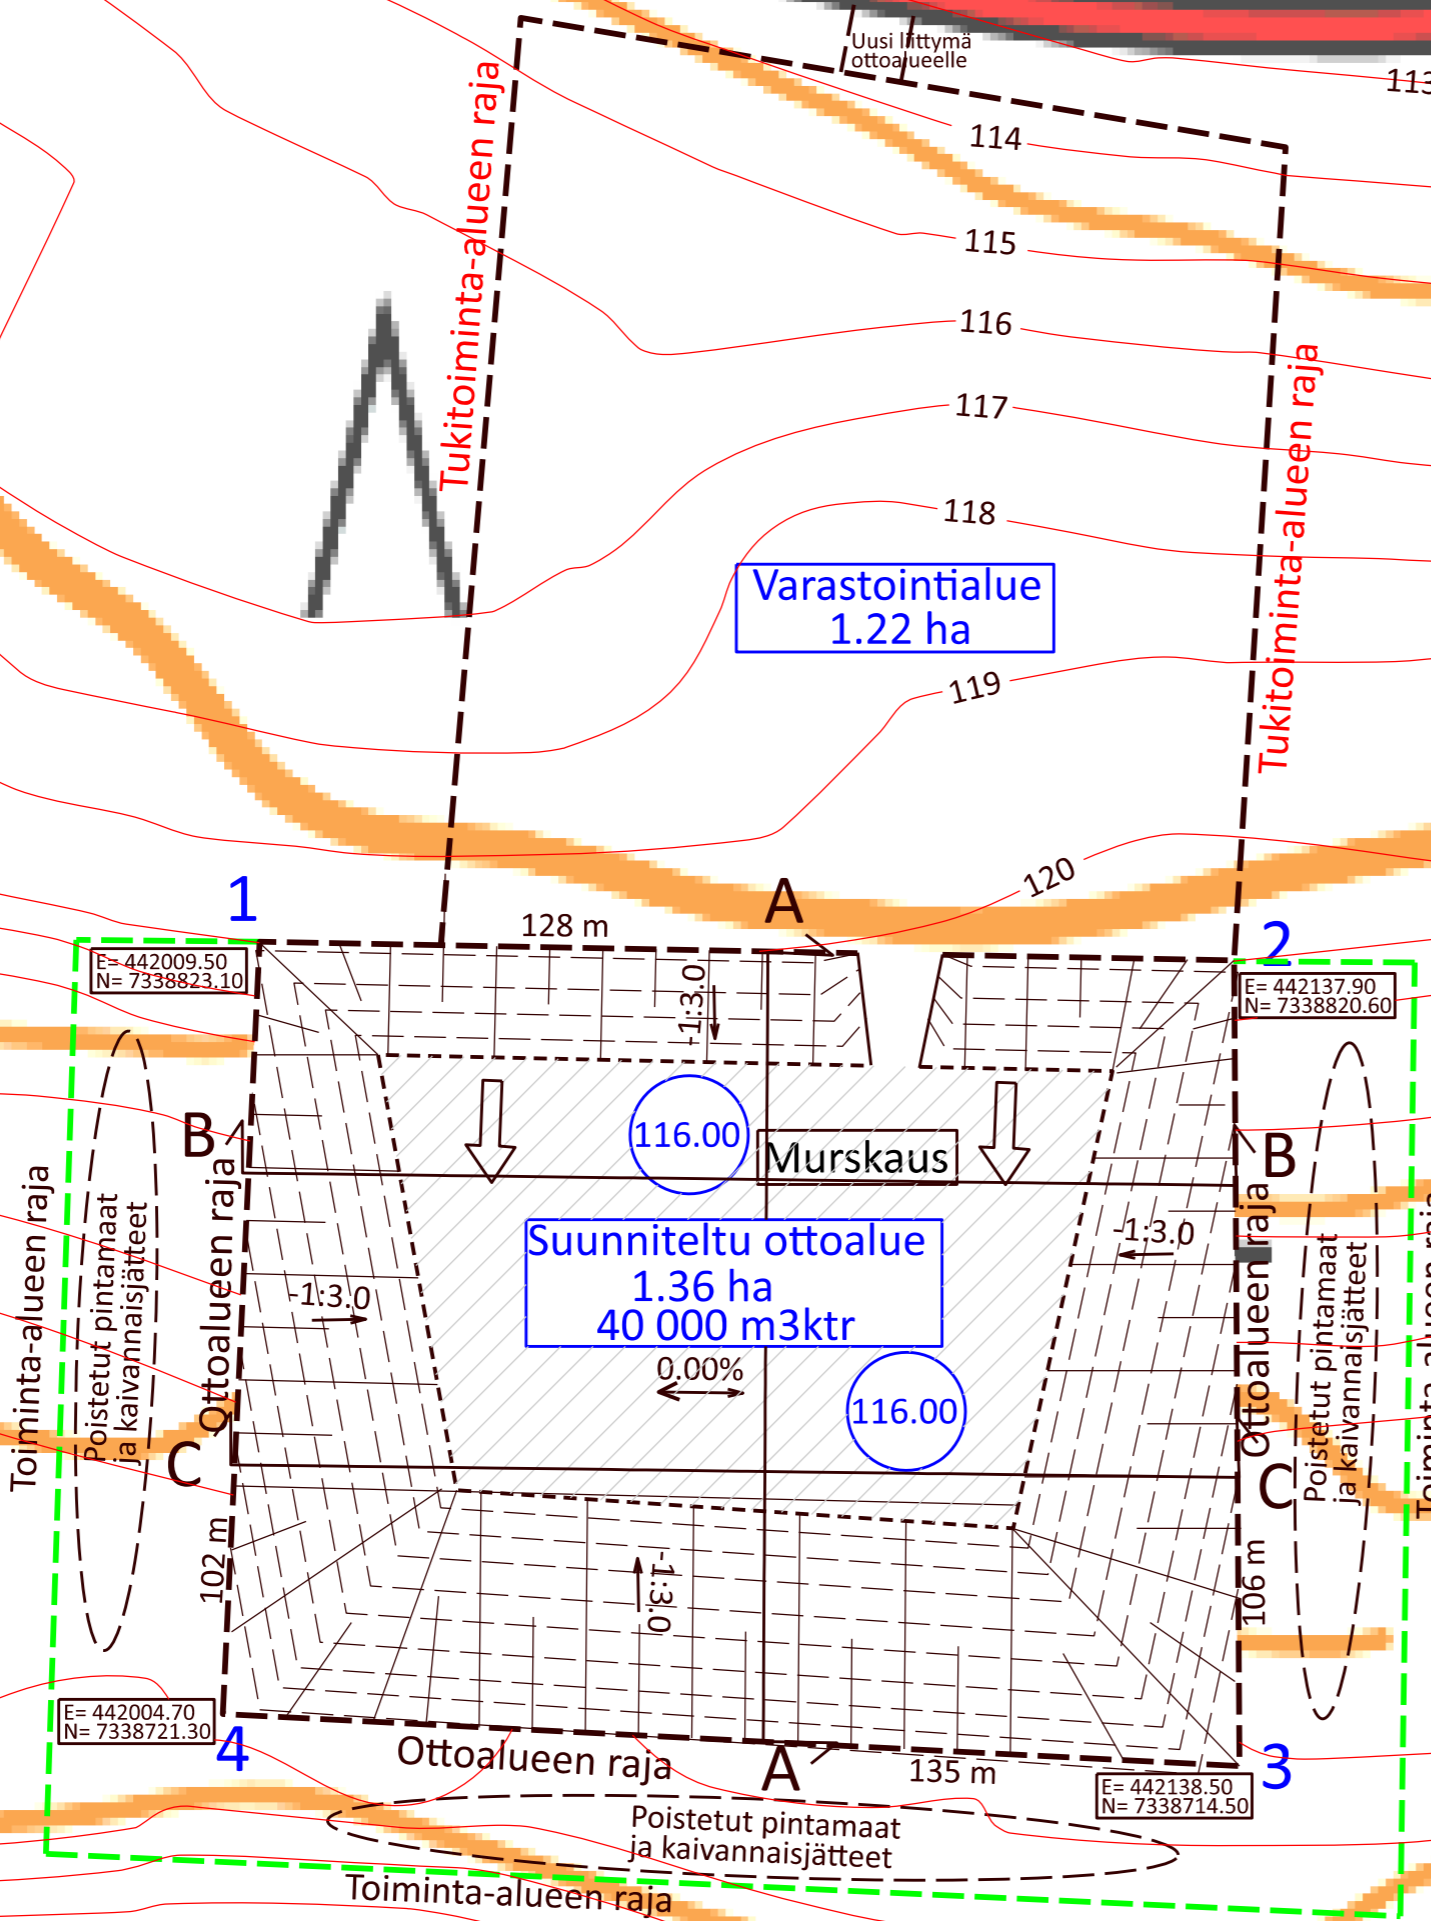 Uusi liittymä
ottoalueelle
113
114
Tukitoiminta-alueen raja
115
116
Tukitoiminta-alueen raja
117
118
Varastointialue
1.22 ha
119
120
1
128 m
A
2
E= 442009.50
N= 7338823.10
E= 442137.90
N= 7338820.60
-1:3.0
B
116.00
Murskaus
B
Toiminta-alueen raja
Poistetut pintamaat
ja kaivannaisjätteet
Ottoalueen raja
-1:3.0
Suunniteltu ottoalue
1.36 ha
40 000 m3ktr
-1:3.0
Ottoalueen raja
Poistetut pintamaat
ja kaivannaisjätteet
Toiminta-alueen raja
0.00%
116.00
C
C
102 m
-1:3.0
106 m
E= 442004.70
N= 7338721.30
4
Ottoalueen raja
A
135 m
3
E= 442138.50
N= 7338714.50
Poistetut pintamaat
ja kaivannaisjätteet
Toiminta-alueen raja